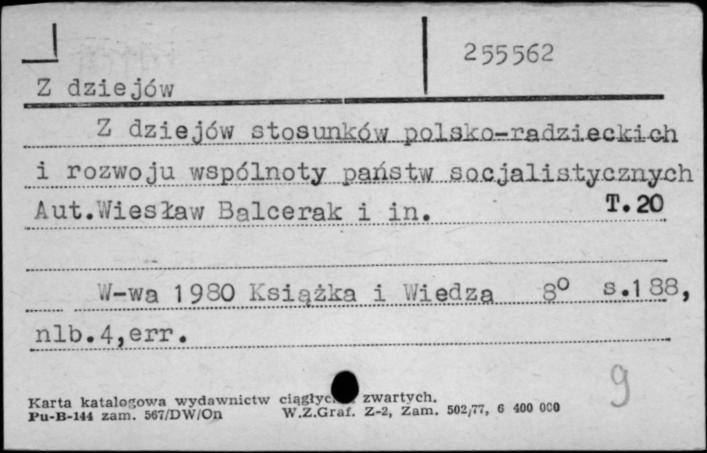 255562
Z dziejów
Z dziejów stosunków polsko-radzieckich
i rozwoju wspólnoty państw socjalistycznych
Aut.Wiesław Balcerak i in. T.20
W-wa 1980 Książka i Wiedza 8° s.188,
nlb.4,err.
9
Karta katalogowa wydawnictw zwartych.
Pu-B-144 zam. 567/DW/On W.Z.Graf. Z-2, Zam. 502/77, 6 400 000